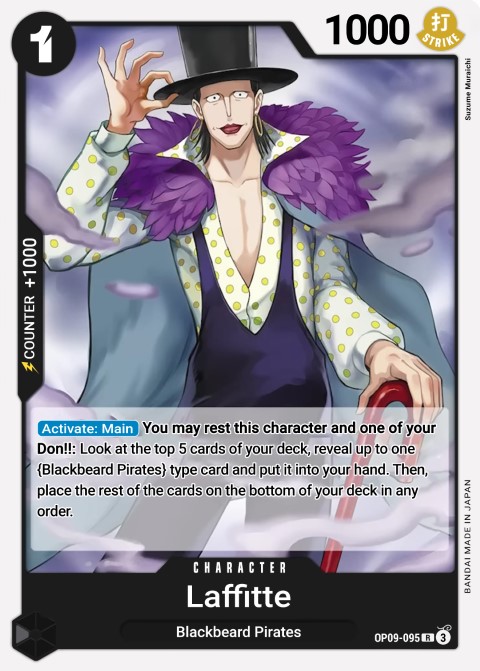 1
1000
打
STRIKE
Suzume Muraichi
COUNTER +1000
Activate: Main You may rest this character and one of your
Don!!: Look at the top 5 cards of your deck, reveal up to one
{Blackbeard Pirates} type card and put it into your hand. Then,
place the rest of the cards on the bottom of your deck in any
order.
BANDAI MADE IN JAPAN
CHARACTER
Laffitte
Blackbeard Pirates
OP09-095 R 3